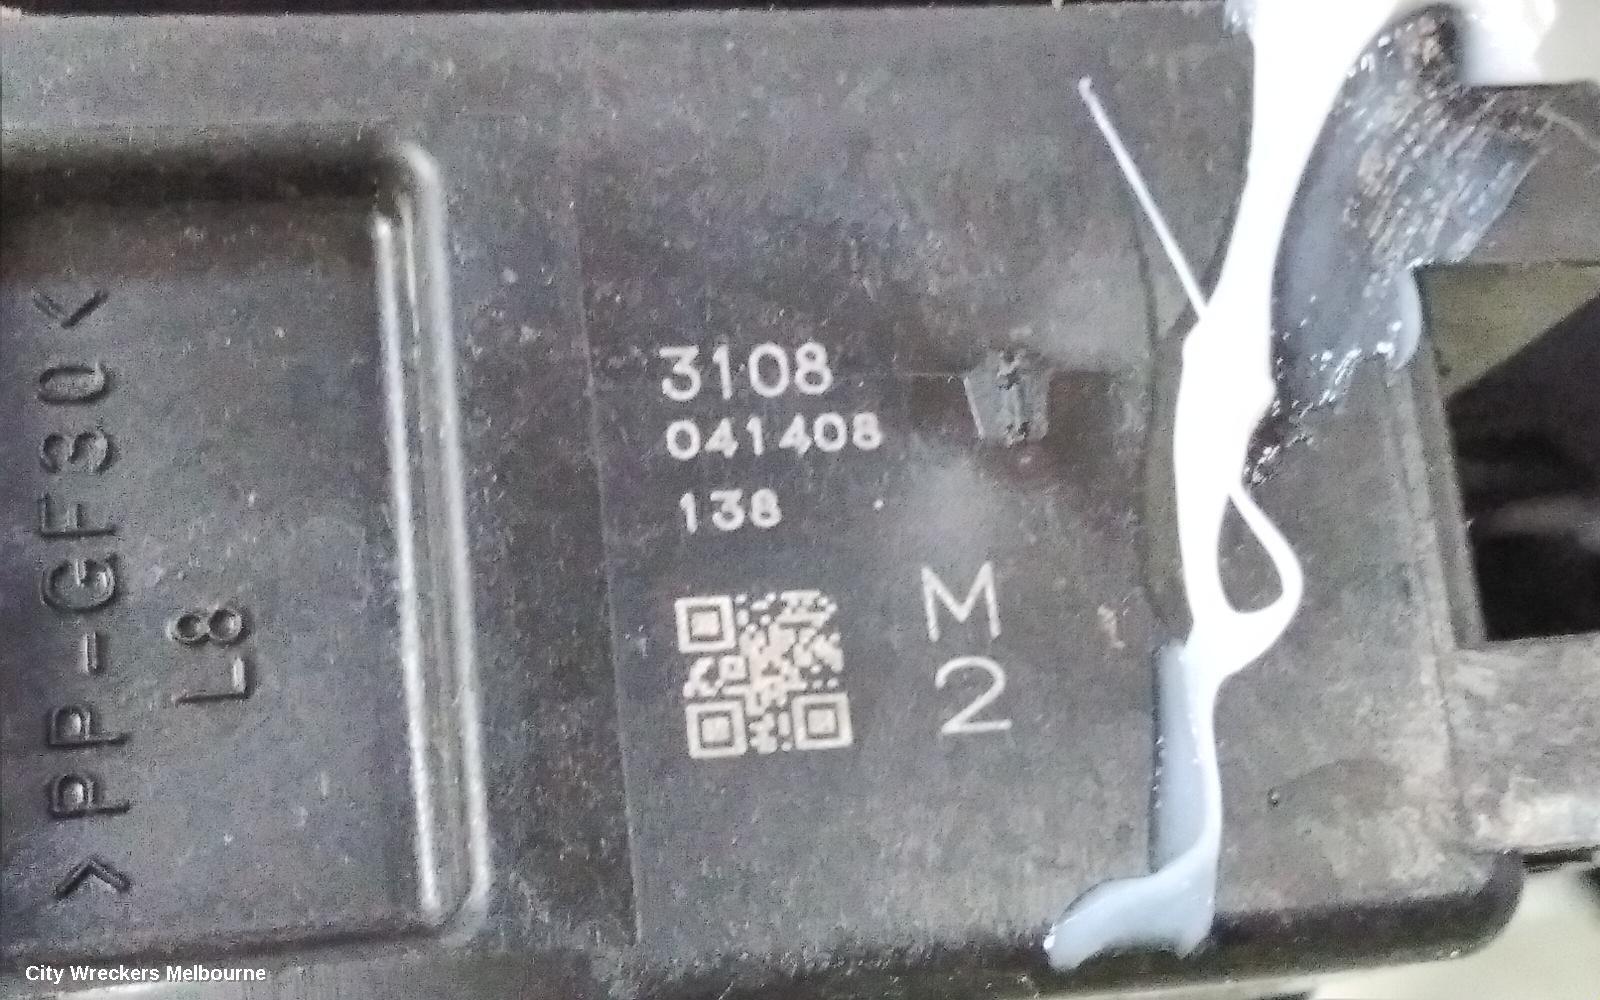 >PP-GF30<
L8
3108
041408
138
M
2
City Wreckers Melbourne